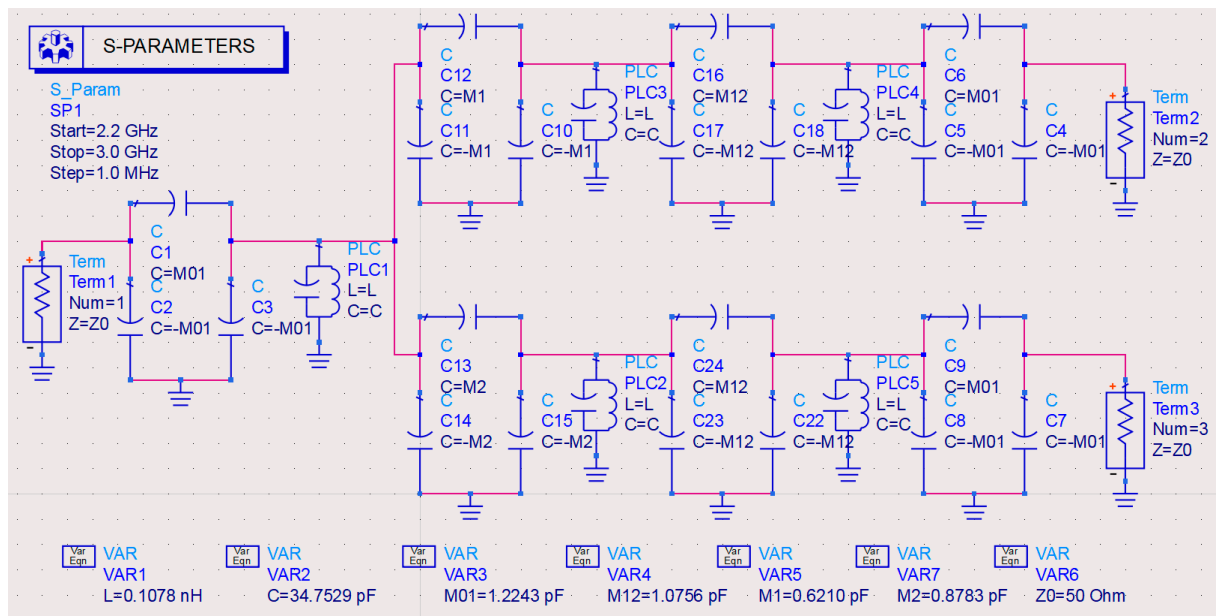 S-PARAMETERS
S_Param
SP1
Start=2.2 GHz
Stop=3.0 GHz
Step=1.0 MHz
+
Term
Term1
Num=1
Z=Z0
-
C
C1
C=M01
C
C2
C=-M01
C
C3
C=-M01
PLC
PLC1
L=L
C=C
C
C12
C=M1
C
C11
C=-M1
C
C10
C=-M1
PLC
PLC3
L=L
C=C
C
C16
C=M12
C
C17
C=-M12
C
C18
C=-M12
PLC
PLC4
L=L
C=C
C
C6
C=M01
C
C5
C=-M01
C
C4
C=-M01
+
Term
Term2
Num=2
Z=Z0
-
C
C13
C=M2
C
C14
C=-M2
C
C15
C=-M2
PLC
PLC2
L=L
C=C
C
C24
C=M12
C
C23
C=-M12
C
C22
C=-M12
PLC
PLC5
L=L
C=C
C
C9
C=M01
C
C8
C=-M01
C
C7
C=-M01
+
Term
Term3
Num=3
Z=Z0
-
Var
Eqn
VAR
VAR1
L=0.1078 nH
Var
Eqn
VAR
VAR2
C=34.7529 pF
Var
Eqn
VAR
VAR3
M01=1.2243 pF
Var
Eqn
VAR
VAR4
M12=1.0756 pF
Var
Eqn
VAR
VAR5
M1=0.6210 pF
Var
Eqn
VAR
VAR7
M2=0.8783 pF
Var
Eqn
VAR
VAR6
Z0=50 Ohm